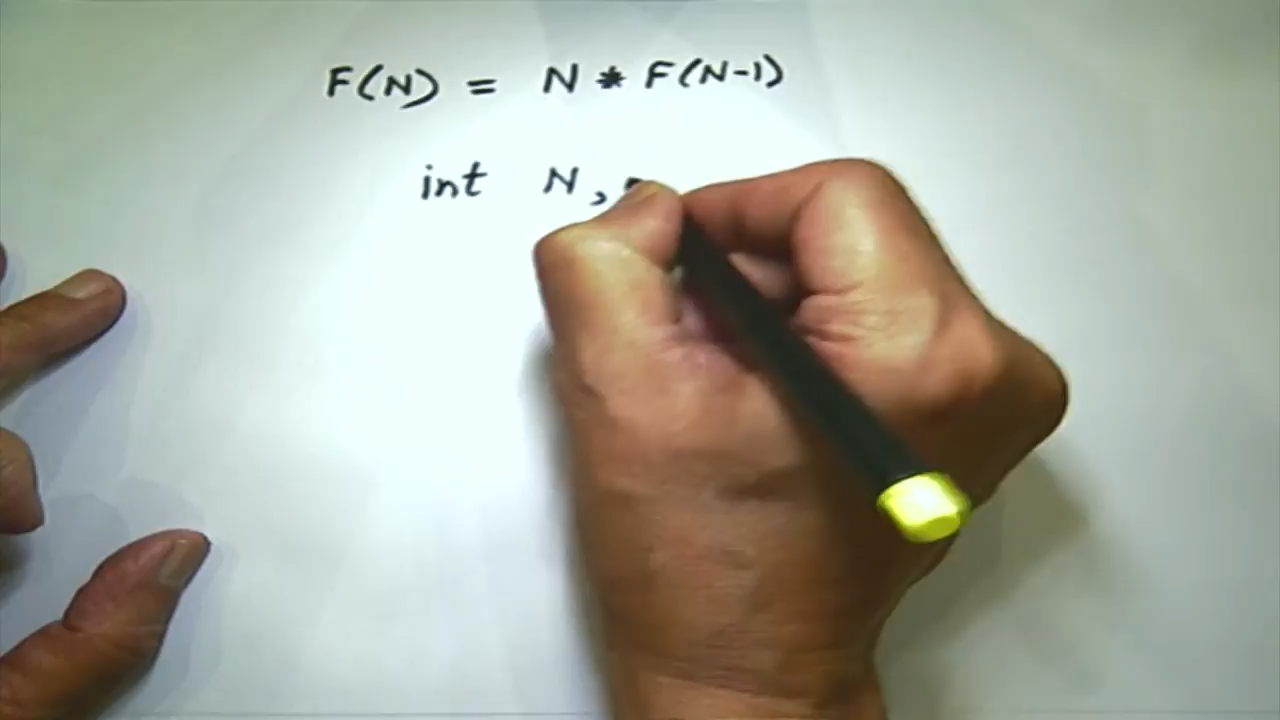 F(N) = N * F(N-1)
int N,